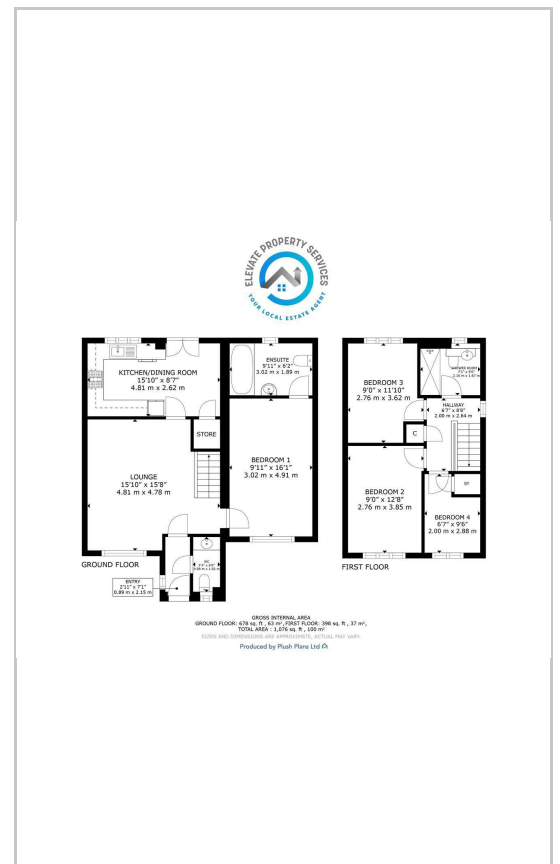 ELEVATE PROPERTY SERVICES
YOUR LOCAL ESTATE AGENT
KITCHEN/DINING ROOM
15'10" x 8'7"
4.81 m x 2.62 m
ENSUITE
9'11" x 6'2"
3.02 m x 1.89 m
STORE
LOUNGE
15'10" x 15'8"
4.81 m x 4.78 m
BEDROOM 1
9'11" x 16'1"
3.02 m x 4.91 m
WC
ENTRY
2'11" x 7'1"
0.89 m x 2.15 m
GROUND FLOOR
BEDROOM 3
9'0" x 11'10"
2.76 m x 3.62 m
SHOWER ROOM
HALLWAY
6'7" x 8'8"
2.00 m x 2.64 m
C
BEDROOM 2
9'0" x 12'8"
2.76 m x 3.85 m
ST
BEDROOM 4
6'7" x 9'6"
2.00 m x 2.88 m
FIRST FLOOR
GROSS INTERNAL AREA
GROUND FLOOR: 678 sq. ft , 63 m², FIRST FLOOR: 398 sq. ft , 37 m²,
TOTAL AREA : 1,076 sq. ft , 100 m²
SIZES AND DIMENSIONS ARE APPROXIMATE, ACTUAL MAY VARY.
Produced by Plush Plans Ltd